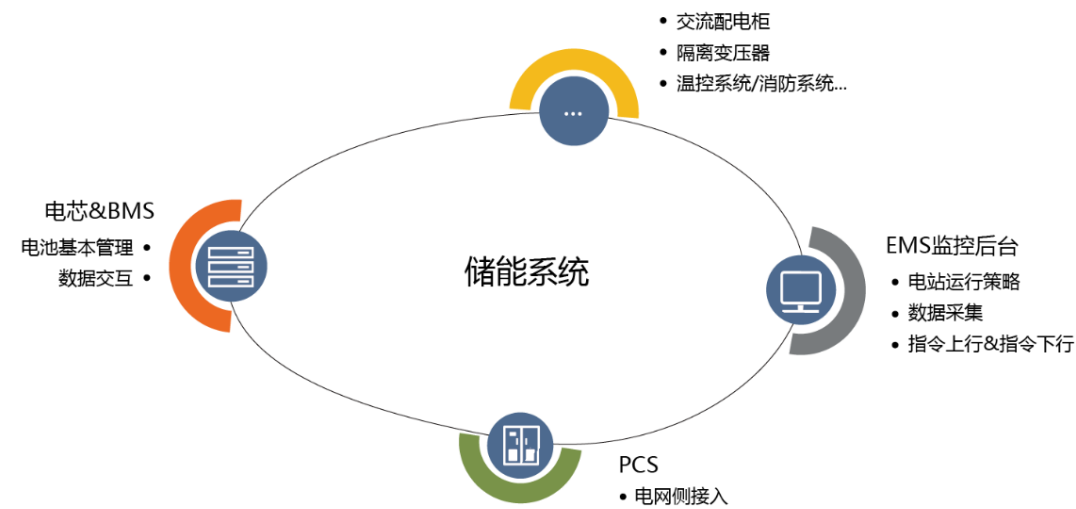 • 交流配电柜
• 隔离变压器
• 温控系统/消防系统...
...
电芯&BMS
电池基本管理 •
数据交互 •
储能系统
EMS监控后台
• 电站运行策略
• 数据采集
• 指令上行&指令下行
PCS
• 电网侧接入